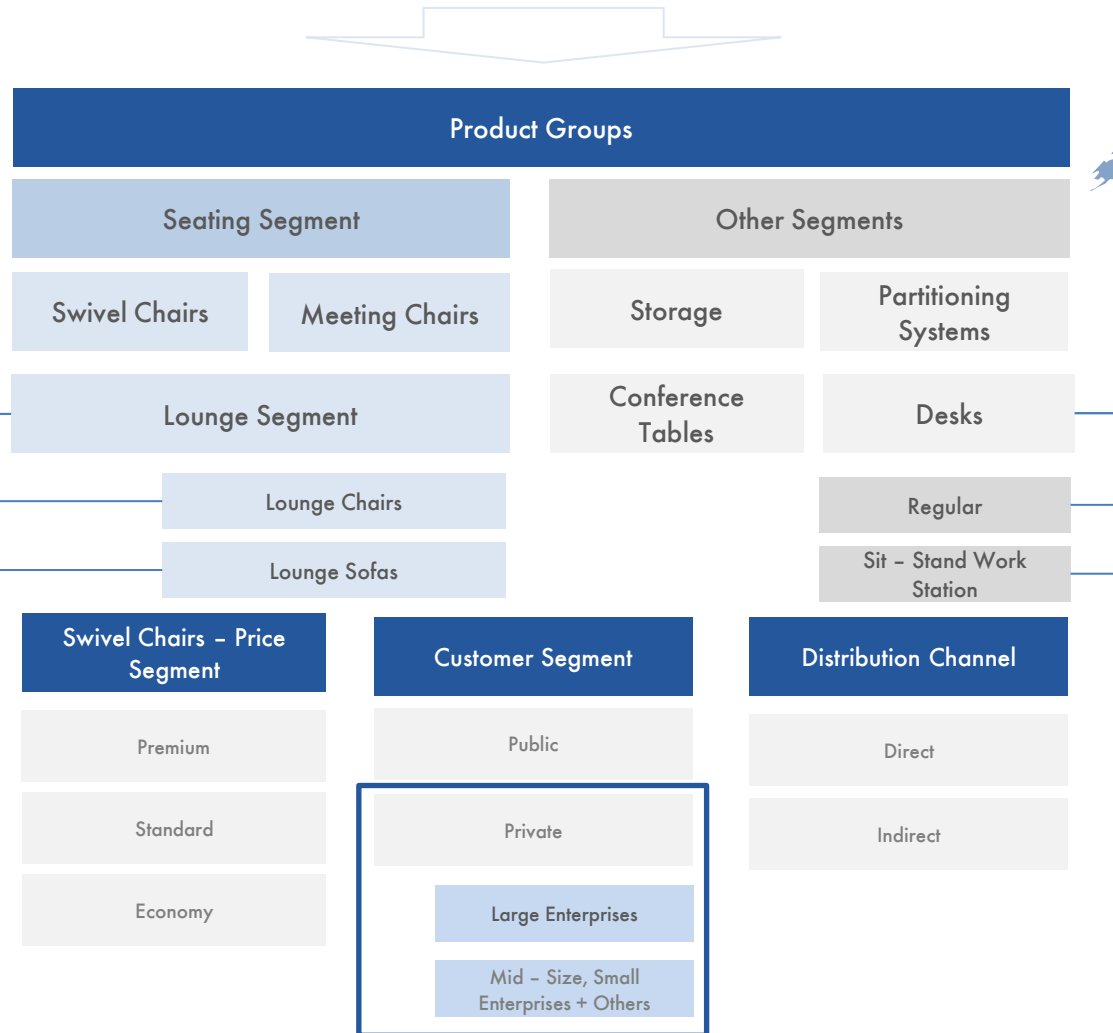 Product Groups
Seating Segment
Other Segments
Swivel Chairs
Meeting Chairs
Storage
Partitioning
Systems
Lounge Segment
Conference
Tables
Desks
Lounge Chairs
Regular
Lounge Sofas
Sit – Stand Work
Station
Swivel Chairs – Price
Segment
Customer Segment
Distribution Channel
Premium
Public
Direct
Standard
Private
Indirect
Economy
Large Enterprises
Mid – Size, Small
Enterprises + Others